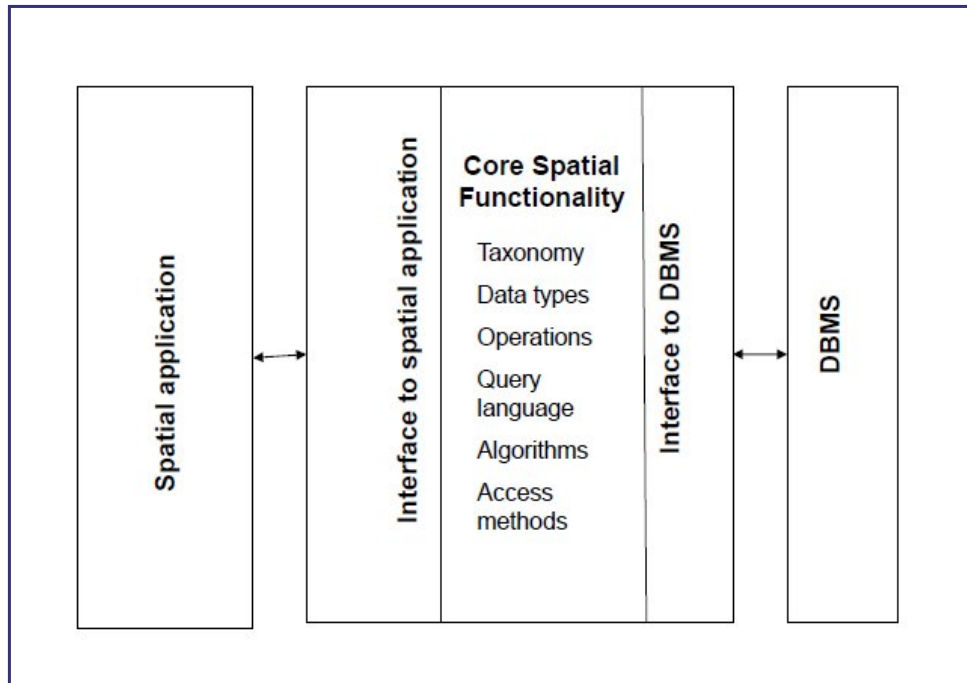 Spatial application
Interface to spatial application
Core Spatial
Functionality
Taxonomy
Data types
Operations
Query
language
Algorithms
Access
methods
Interface to DBMS
DBMS